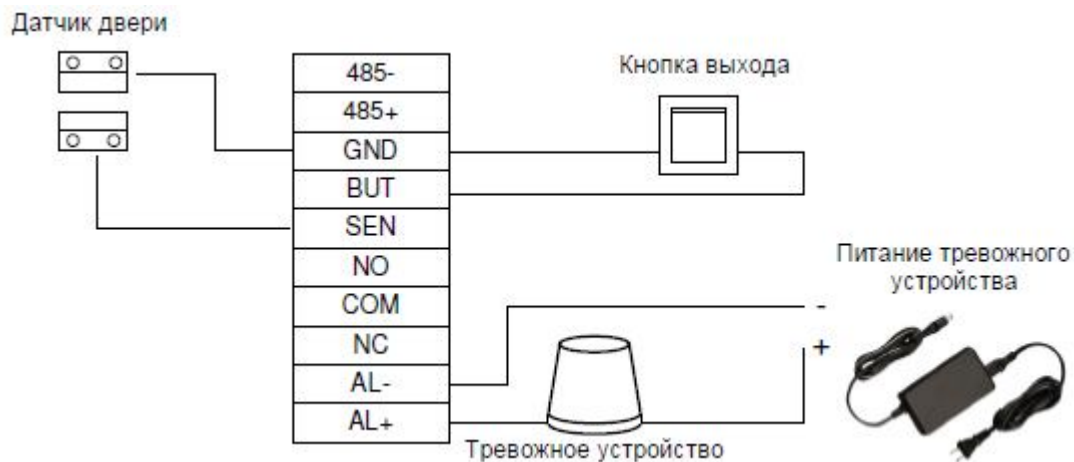 Датчик двери
485-
485+
GND
BUT
SEN
NO
COM
NC
AL-
AL+
Кнопка выхода
Питание тревожного
устройства
-
+
Тревожное устройство